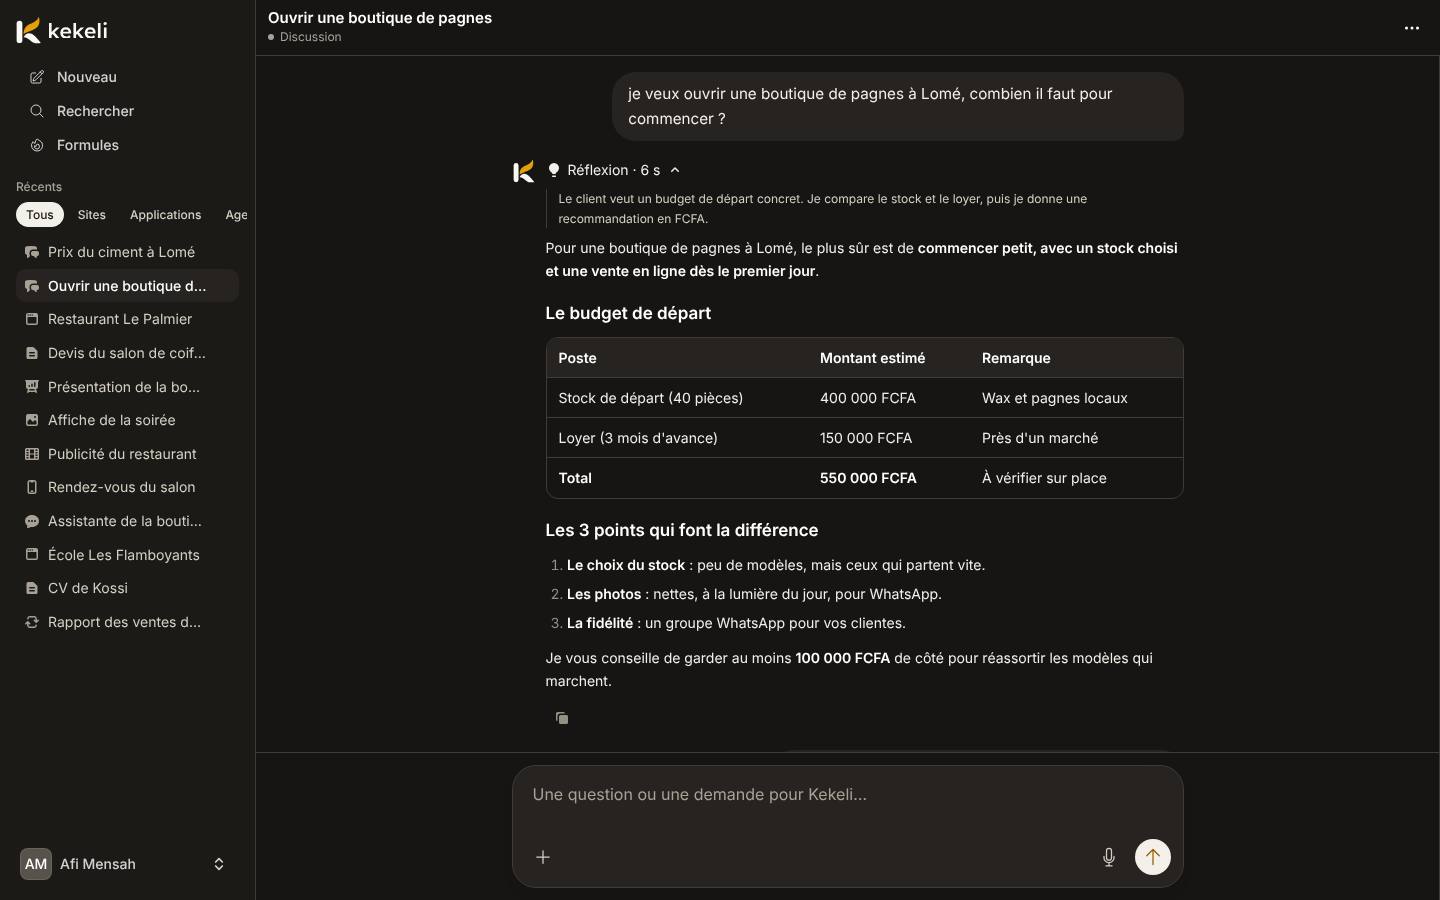 kekeli
Nouveau
Rechercher
Formules
Récents
Tous Sites Applications Age
Prix du ciment à Lomé
Ouvrir une boutique d...
Restaurant Le Palmier
Devis du salon de coif...
Présentation de la bo...
Affiche de la soirée
Publicité du restaurant
Rendez-vous du salon
Assistante de la bouti...
École Les Flamboyants
CV de Kossi
Rapport des ventes d...
AM Afi Mensah
Ouvrir une boutique de pagnes
Discussion
je veux ouvrir une boutique de pagnes à Lomé, combien il faut pour
commencer ?
Réflexion · 6 s
Le client veut un budget de départ concret. Je compare le stock et le loyer, puis je donne une
recommandation en FCFA.
Pour une boutique de pagnes à Lomé, le plus sûr est de commencer petit, avec un stock choisi
et une vente en ligne dès le premier jour.
Le budget de départ
Poste Montant estimé Remarque
Stock de départ (40 pièces) 400 000 FCFA Wax et pagnes locaux
Loyer (3 mois d'avance) 150 000 FCFA Près d'un marché
Total 550 000 FCFA À vérifier sur place
Les 3 points qui font la différence
1. Le choix du stock : peu de modèles, mais ceux qui partent vite.
2. Les photos : nettes, à la lumière du jour, pour WhatsApp.
3. La fidélité : un groupe WhatsApp pour vos clientes.
Je vous conseille de garder au moins 100 000 FCFA de côté pour réassortir les modèles qui
marchent.
Une question ou une demande pour Kekeli...